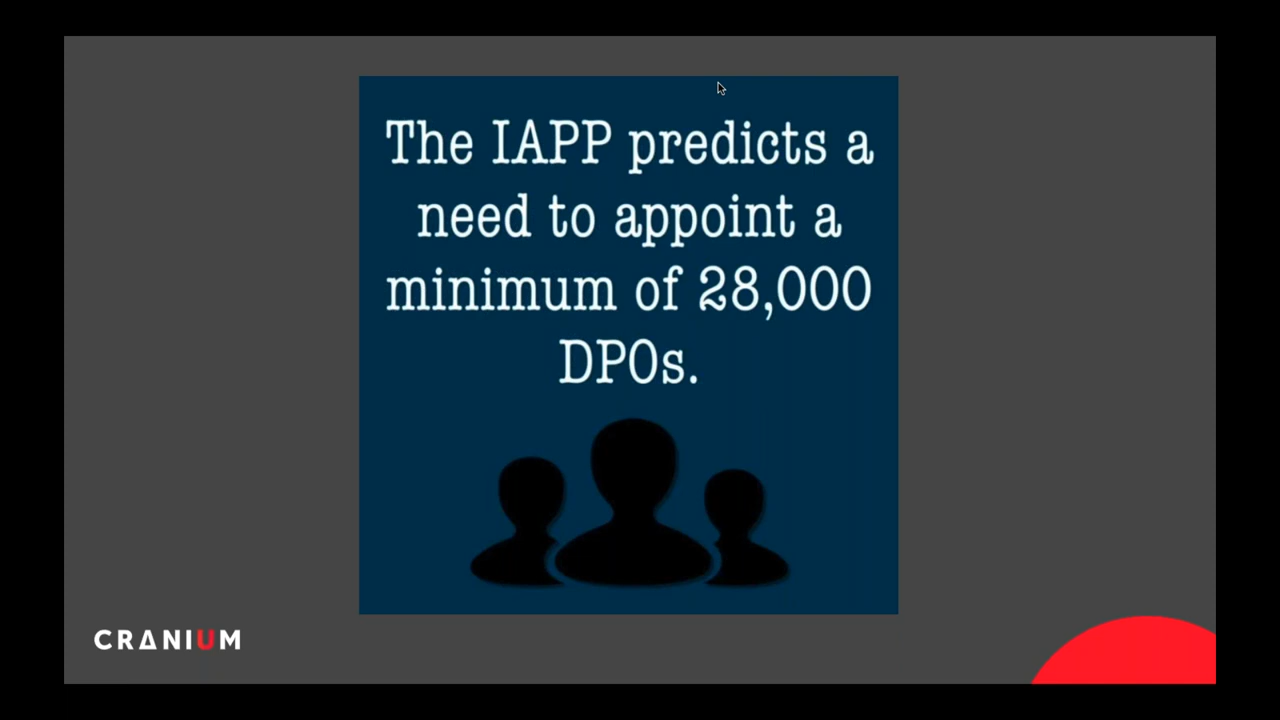 The IAPP predicts a
need to appoint a
minimum of 28,000
DPOs.
CRANIUM